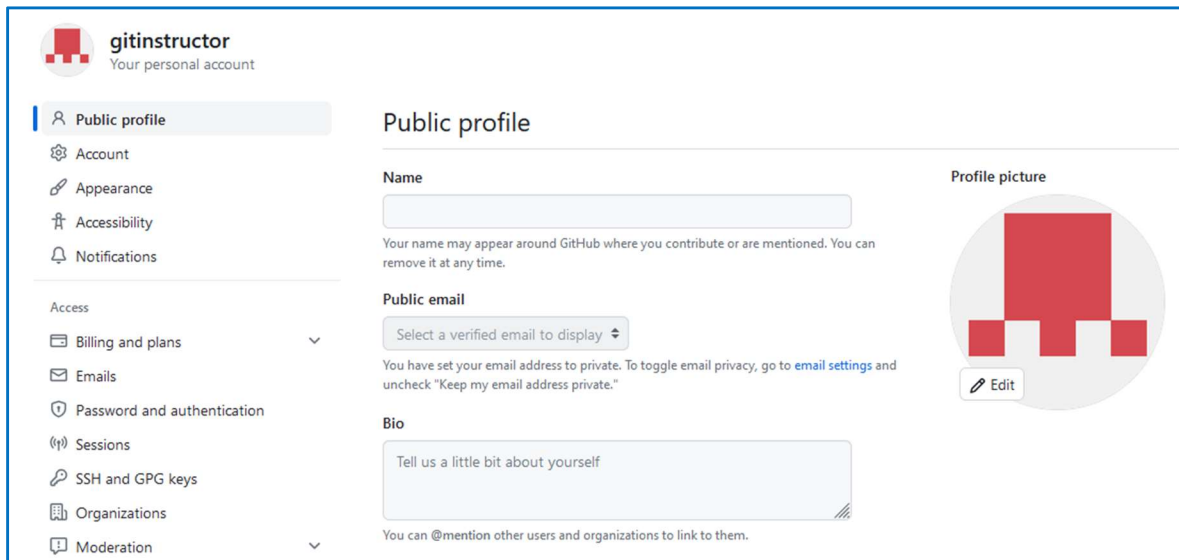 gitinstructor
Your personal account
Public profile
Account
Appearance
Accessibility
Notifications
Access
Billing and plans
Emails
Password and authentication
Sessions
SSH and GPG keys
Organizations
Moderation
Public profile
Name
Your name may appear around GitHub where you contribute or are mentioned. You can
remove it at any time.
Public email
Select a verified email to display
You have set your email address to private. To toggle email privacy, go to email settings and
uncheck "Keep my email address private."
Bio
Tell us a little bit about yourself
You can @mention other users and organizations to link to them.
Profile picture
Edit